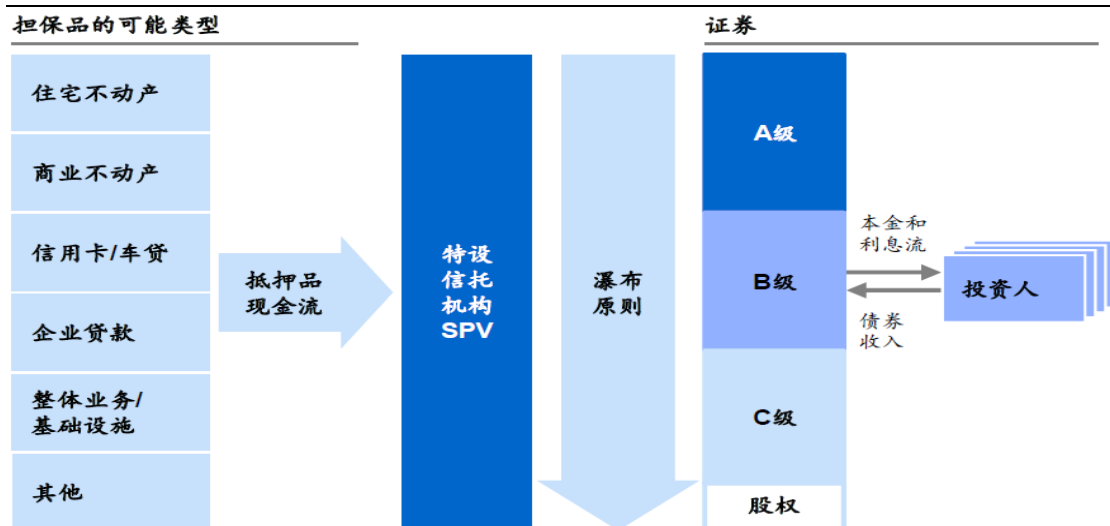 担保品的可能类型
证券
住宅不动产
商业不动产
信用卡/车贷
企业贷款
整体业务/
基础设施
其他
抵押品
现金流
特设
信托
机构
SPV
瀑布
原则
A级
B级
C级
股权
本金和
利息流
债券
收入
投资人